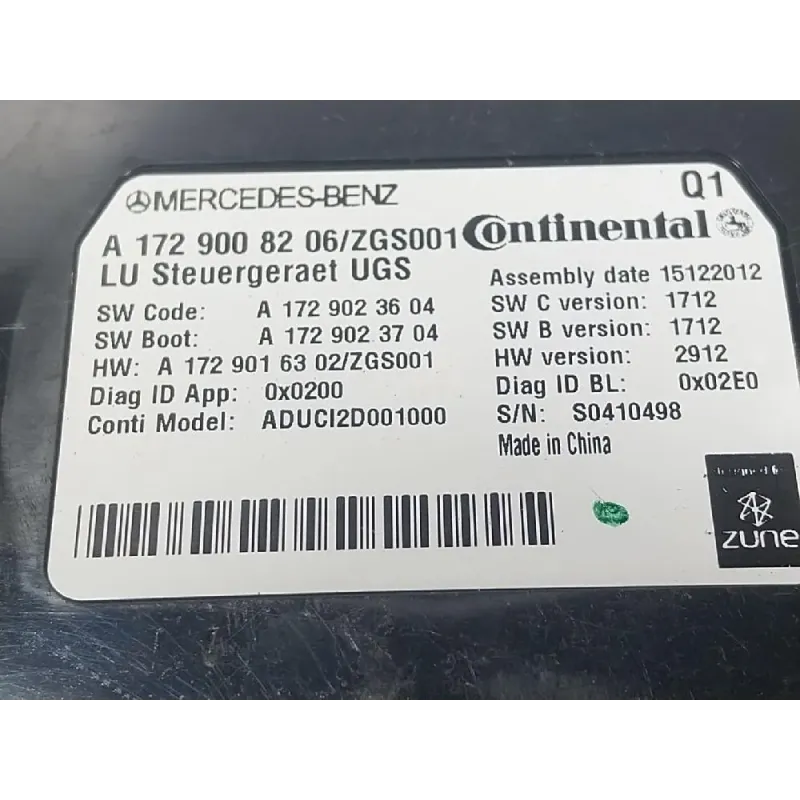 MERCEDES-BENZ
Q1
A 172 900 82 06/ZGS001 Continental
LU Steuergeraet UGS
Assembly date 15122012
SW Code: A 172 902 36 04
SW C version: 1712
SW Boot: A 172 902 37 04
SW B version: 1712
HW: A 172 901 63 02/ZGS001
HW version: 2912
Diag ID App: 0x0200
Diag ID BL: 0x02E0
Conti Model: ADUCI2D001000
S/N: S0410498
Made in China
zune